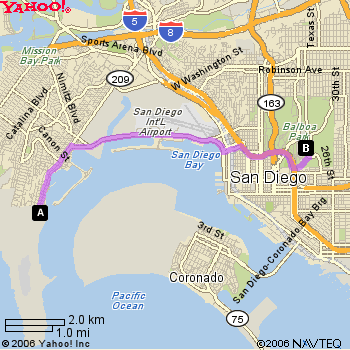 YAHOO!
5
8
Texas St
Mission
Bay Park
Sports Arena Blvd
W Washington St
Robinson Ave
30th St
209
Nimitz Blvd
Catalina Blvd
163
San Diego
Int'L
Airport
Balboa
Park
Canon St
B
26th St
San Diego
Bay
San Diego
A
3rd St
San Diego-Coronado Bay Brg
Coronado
Pacific
Ocean
75
2.0 km
1.0 mi
©2006 Yahoo! Inc
©2006 NAVTEQ